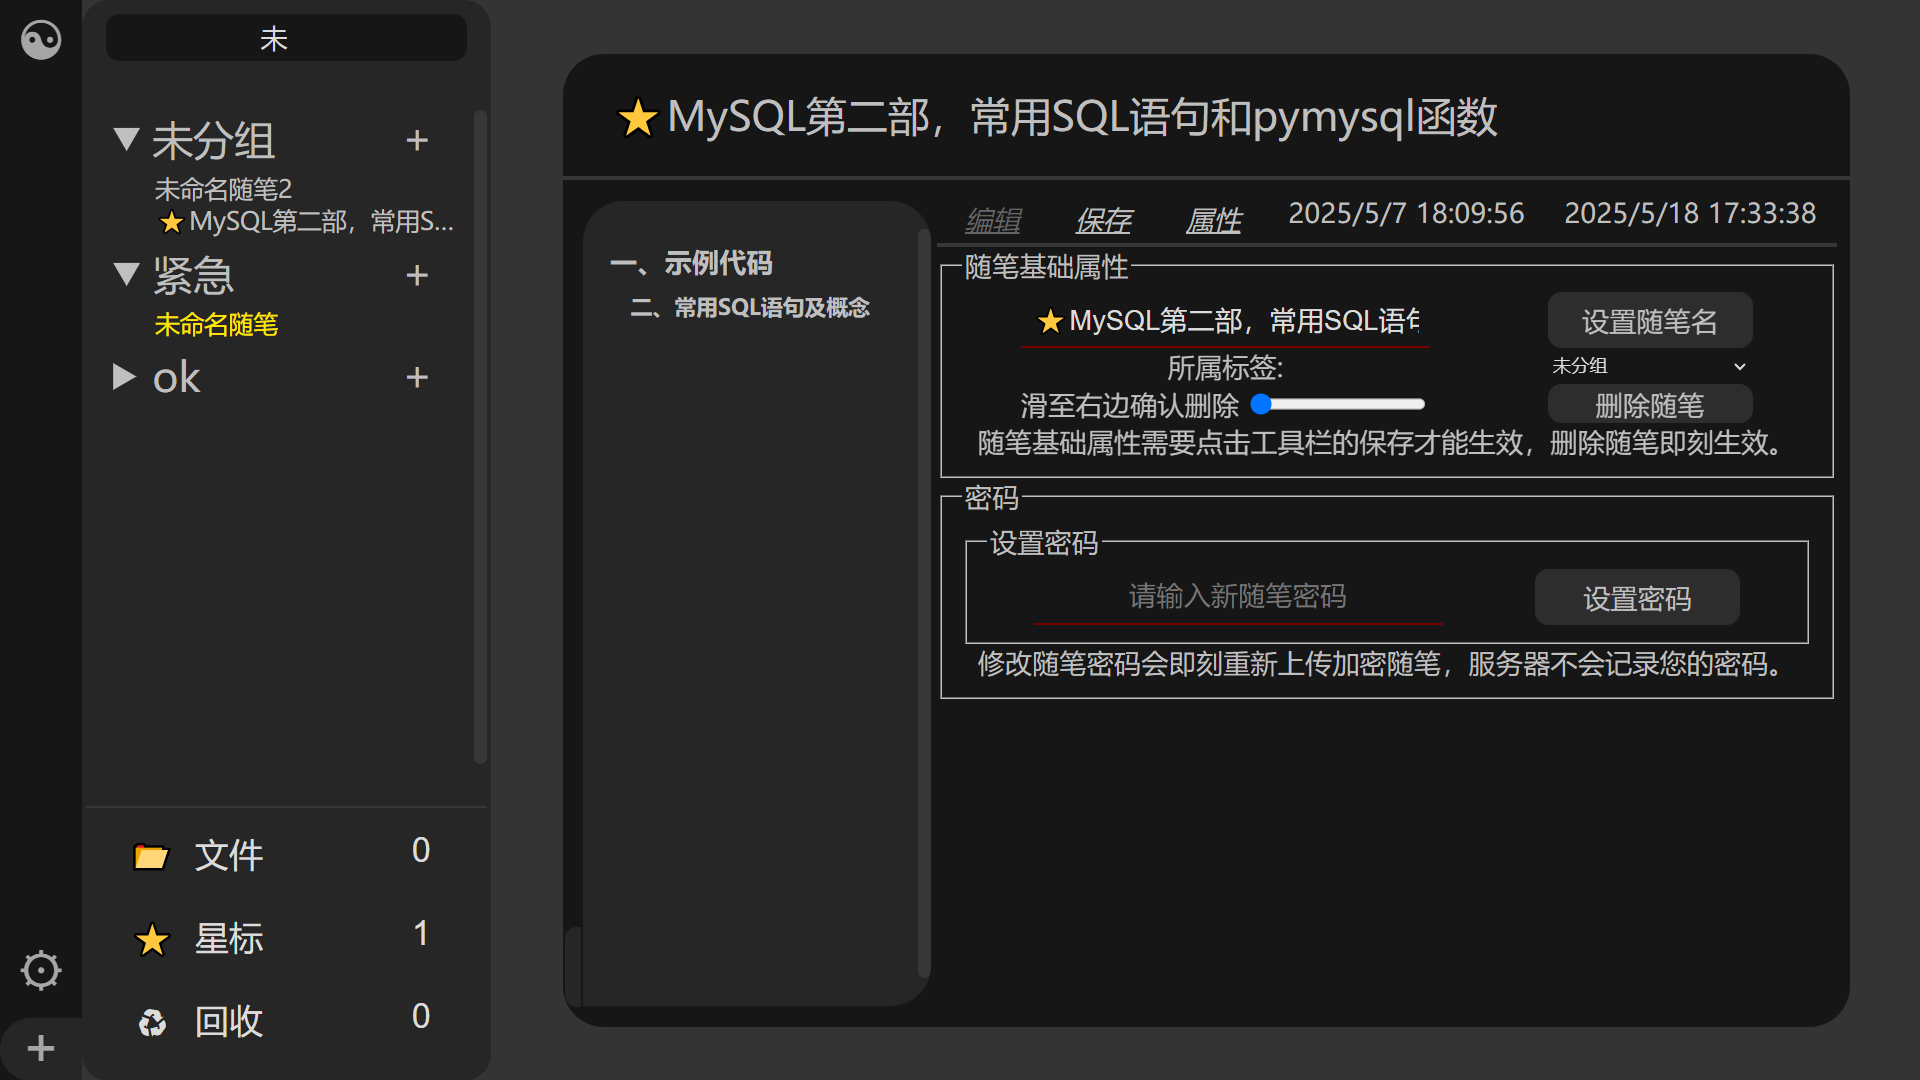 未
未分组
+
未命名随笔2
⭐MySQL第二部，常用S...
紧急
+
未命名随笔
ok
+
文件
0
星标
1
回收
0
+
⭐MySQL第二部，常用SQL语句和pymysql函数
一、示例代码
二、常用SQL语句及概念
编辑 保存 属性 2025/5/7 18:09:56 2025/5/18 17:33:38
随笔基础属性
⭐MySQL第二部，常用SQL语句
设置随笔名
所属标签:
未分组
滑至右边确认删除
删除随笔
随笔基础属性需要点击工具栏的保存才能生效，删除随笔即刻生效。
密码
设置密码
请输入新随笔密码
设置密码
修改随笔密码会即刻重新上传加密随笔，服务器不会记录您的密码。